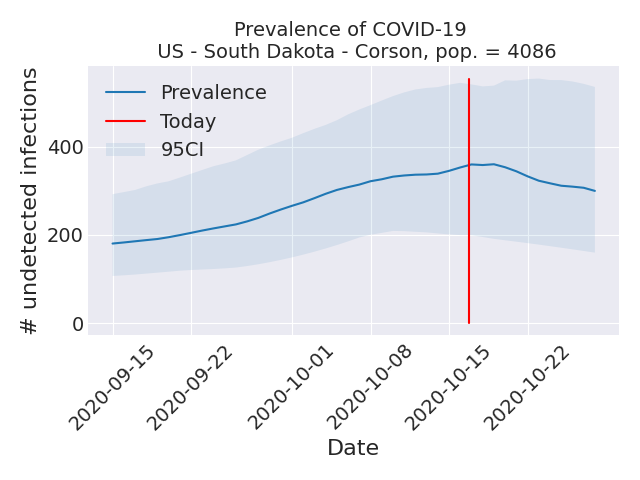 Prevalence of COVID-19
US - South Dakota - Corson, pop. = 4086
# undetected infections
400
200
0
Prevalence
Today
95CI
2020-09-15
2020-09-22
2020-10-01
2020-10-08
2020-10-15
2020-10-22
Date